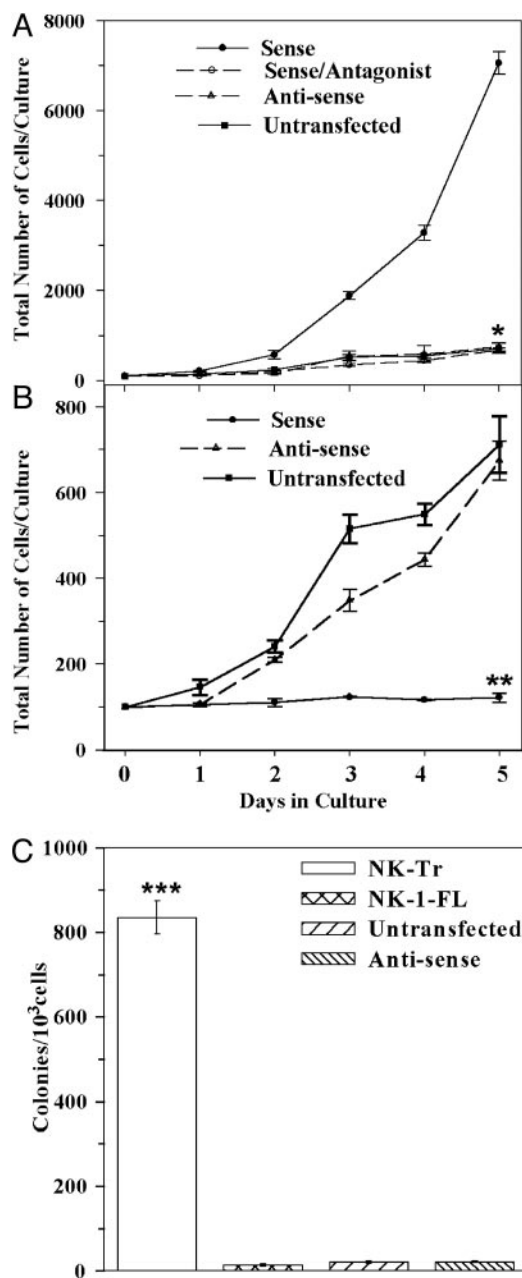 A
8000
6000
4000
2000
0
Total Number of Cells/Culture
Sense
Sense/Antagonist
Anti-sense
Untransfected
*
B
800
600
400
200
0
Total Number of Cells/Culture
Sense
Anti-sense
Untransfected
**
0 1 2 3 4 5
Days in Culture
C
1000
800
600
400
200
0
Colonies/10³cells
***
NK-Tr
NK-1-FL
Untransfected
Anti-sense